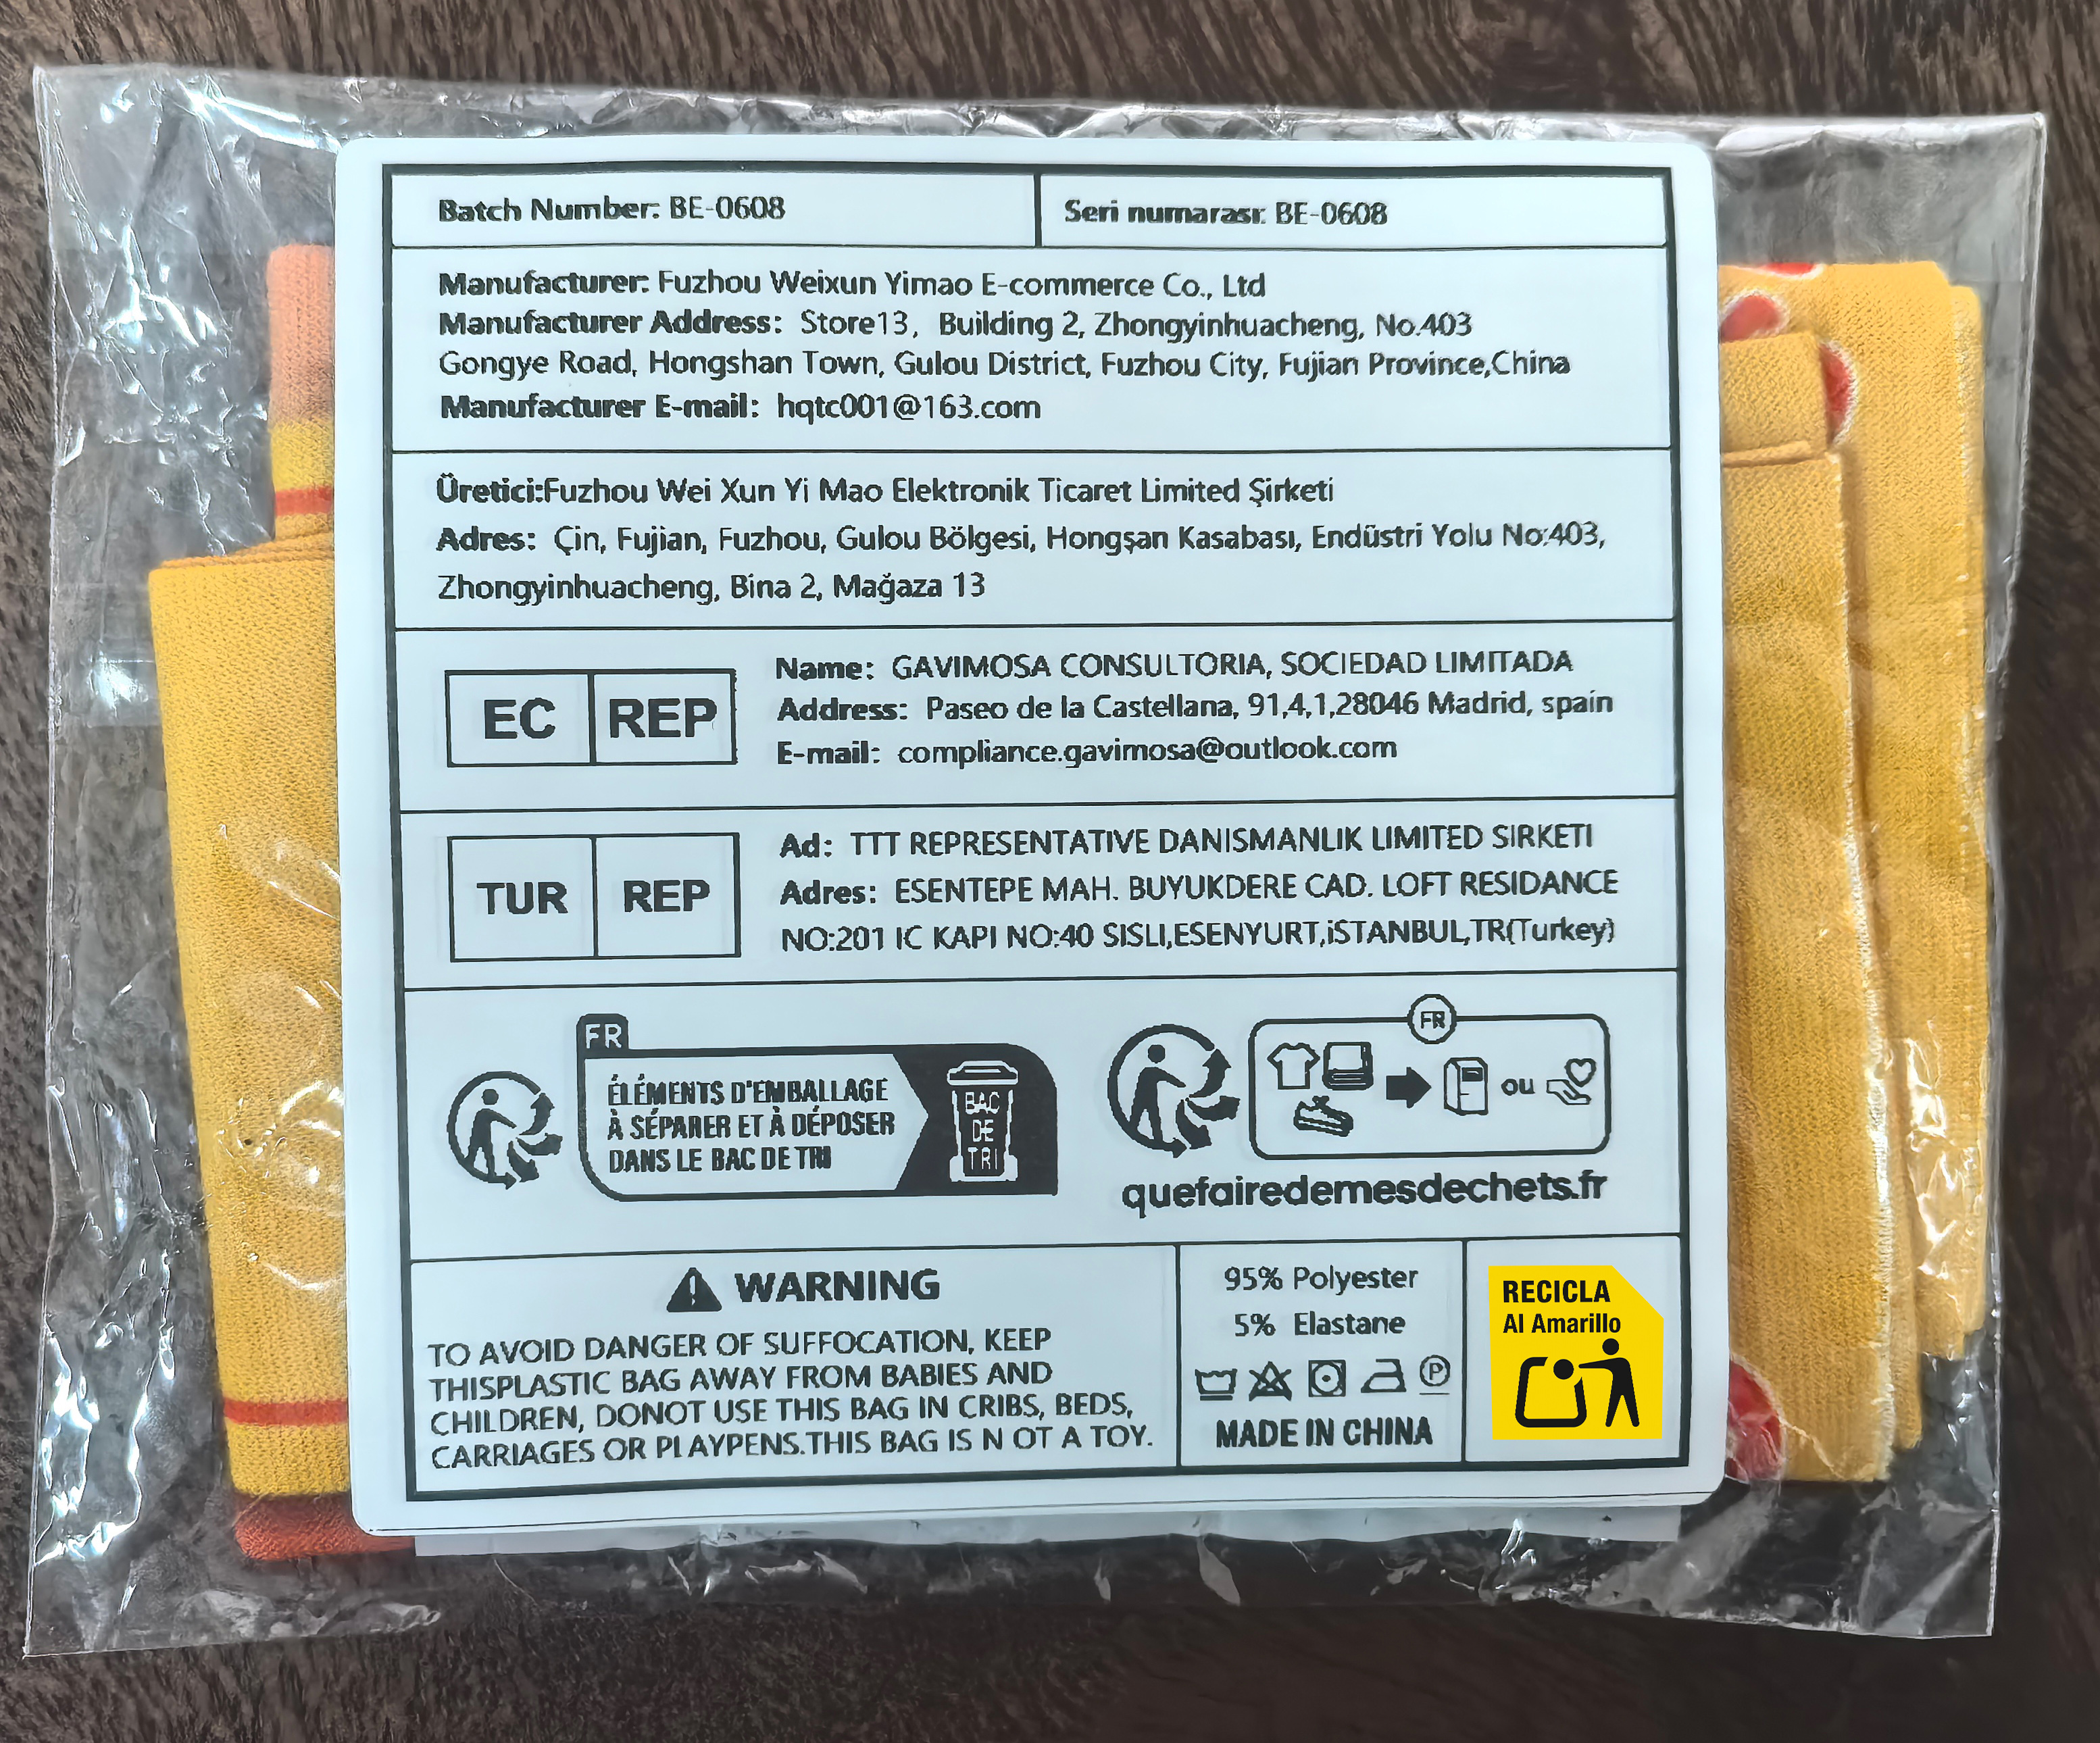 Batch Number: BE-0608
Seri numarası: BE-0608
Manufacturer: Fuzhou Weixun Yimao E-commerce Co., Ltd
Manufacturer Address: Store13, Building 2, Zhongyinhuacheng, No.403
Gongye Road, Hongshan Town, Gulou District, Fuzhou City, Fujian Province,China
Manufacturer E-mail: hqtc001@163.com
Üretici:Fuzhou Wei Xun Yi Mao Elektronik Ticaret Limited Şirketi
Adres: Çin, Fujian, Fuzhou, Gulou Bölgesi, Hongşan Kasabası, Endüstri Yolu No:403,
Zhongyinhuacheng, Bina 2, Mağaza 13
EC REP
Name: GAVIMOSA CONSULTORIA, SOCIEDAD LIMITADA
Address: Paseo de la Castellana, 91,4,1,28046 Madrid, spain
E-mail: compliance.gavimosa@outlook.com
TUR REP
Ad: TTT REPRESENTATIVE DANISMANLIK LIMITED SIRKETI
Adres: ESENTEPE MAH. BUYUKDERE CAD. LOFT RESIDANCE
NO:201 IC KAPI NO:40 SISLI,ESENYURT,iSTANBUL,TR(Turkey)
FR
ÉLÉMENTS D'EMBALLAGE
À SÉPARER ET À DÉPOSER
DANS LE BAC DE TRI
BAC
DE
TRI
FR
ou
quefairedemesdechets.fr
WARNING
TO AVOID DANGER OF SUFFOCATION, KEEP
THISPLASTIC BAG AWAY FROM BABIES AND
CHILDREN, DONOT USE THIS BAG IN CRIBS, BEDS,
CARRIAGES OR PLAYPENS.THIS BAG IS N OT A TOY.
95% Polyester
5% Elastane
P
MADE IN CHINA
RECICLA
Al Amarillo